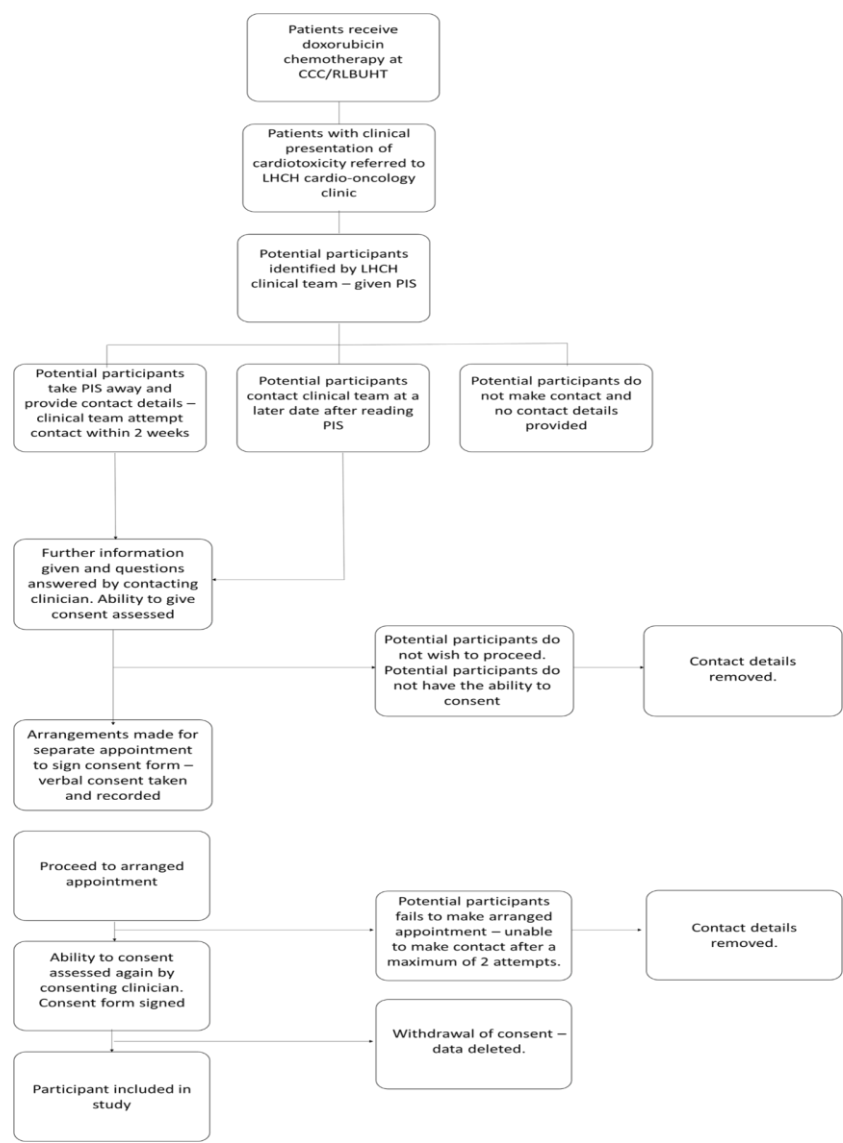 Patients receive
doxorubicin
chemotherapy at
CCC/RLBUHT
Patients with clinical
presentation of
cardiotoxicity referred to
LHCH cardio-oncology
clinic
Potential participants
identified by LHCH
clinical team – given PIS
Potential participants
take PIS away and
provide contact details –
clinical team attempt
contact within 2 weeks
Potential participants
contact clinical team at a
later date after reading
PIS
Potential participants do
not make contact and
no contact details
provided
Further information
given and questions
answered by contacting
clinician. Ability to give
consent assessed
Potential participants do
not wish to proceed.
Potential participants do
not have the ability to
consent
Contact details
removed.
Arrangements made for
separate appointment
to sign consent form –
verbal consent taken
and recorded
Proceed to arranged
appointment
Potential participants
fails to make arranged
appointment – unable
to make contact after a
maximum of 2 attempts.
Contact details
removed.
Ability to consent
assessed again by
consenting clinician.
Consent form signed
Withdrawal of consent –
data deleted.
Participant included in
study